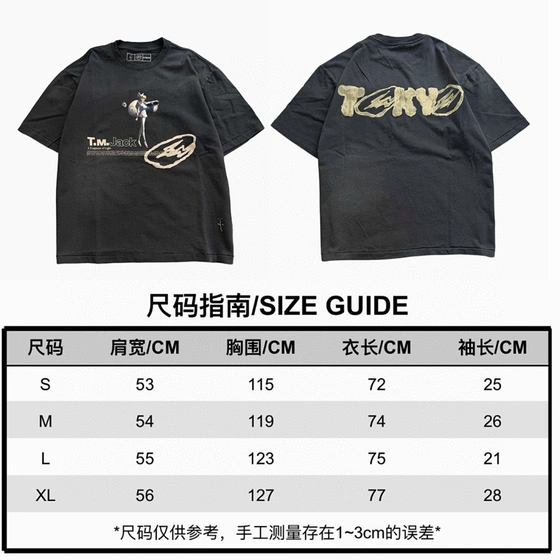 T.M.Jack
TOKYO
尺码指南/SIZE GUIDE
尺码 肩宽/CM 胸围/CM 衣长/CM 袖长/CM
S 53 115 72 25
M 54 119 74 26
L 55 123 75 21
XL 56 127 77 28
*尺码仅供参考，手工测量存在1~3cm的误差*